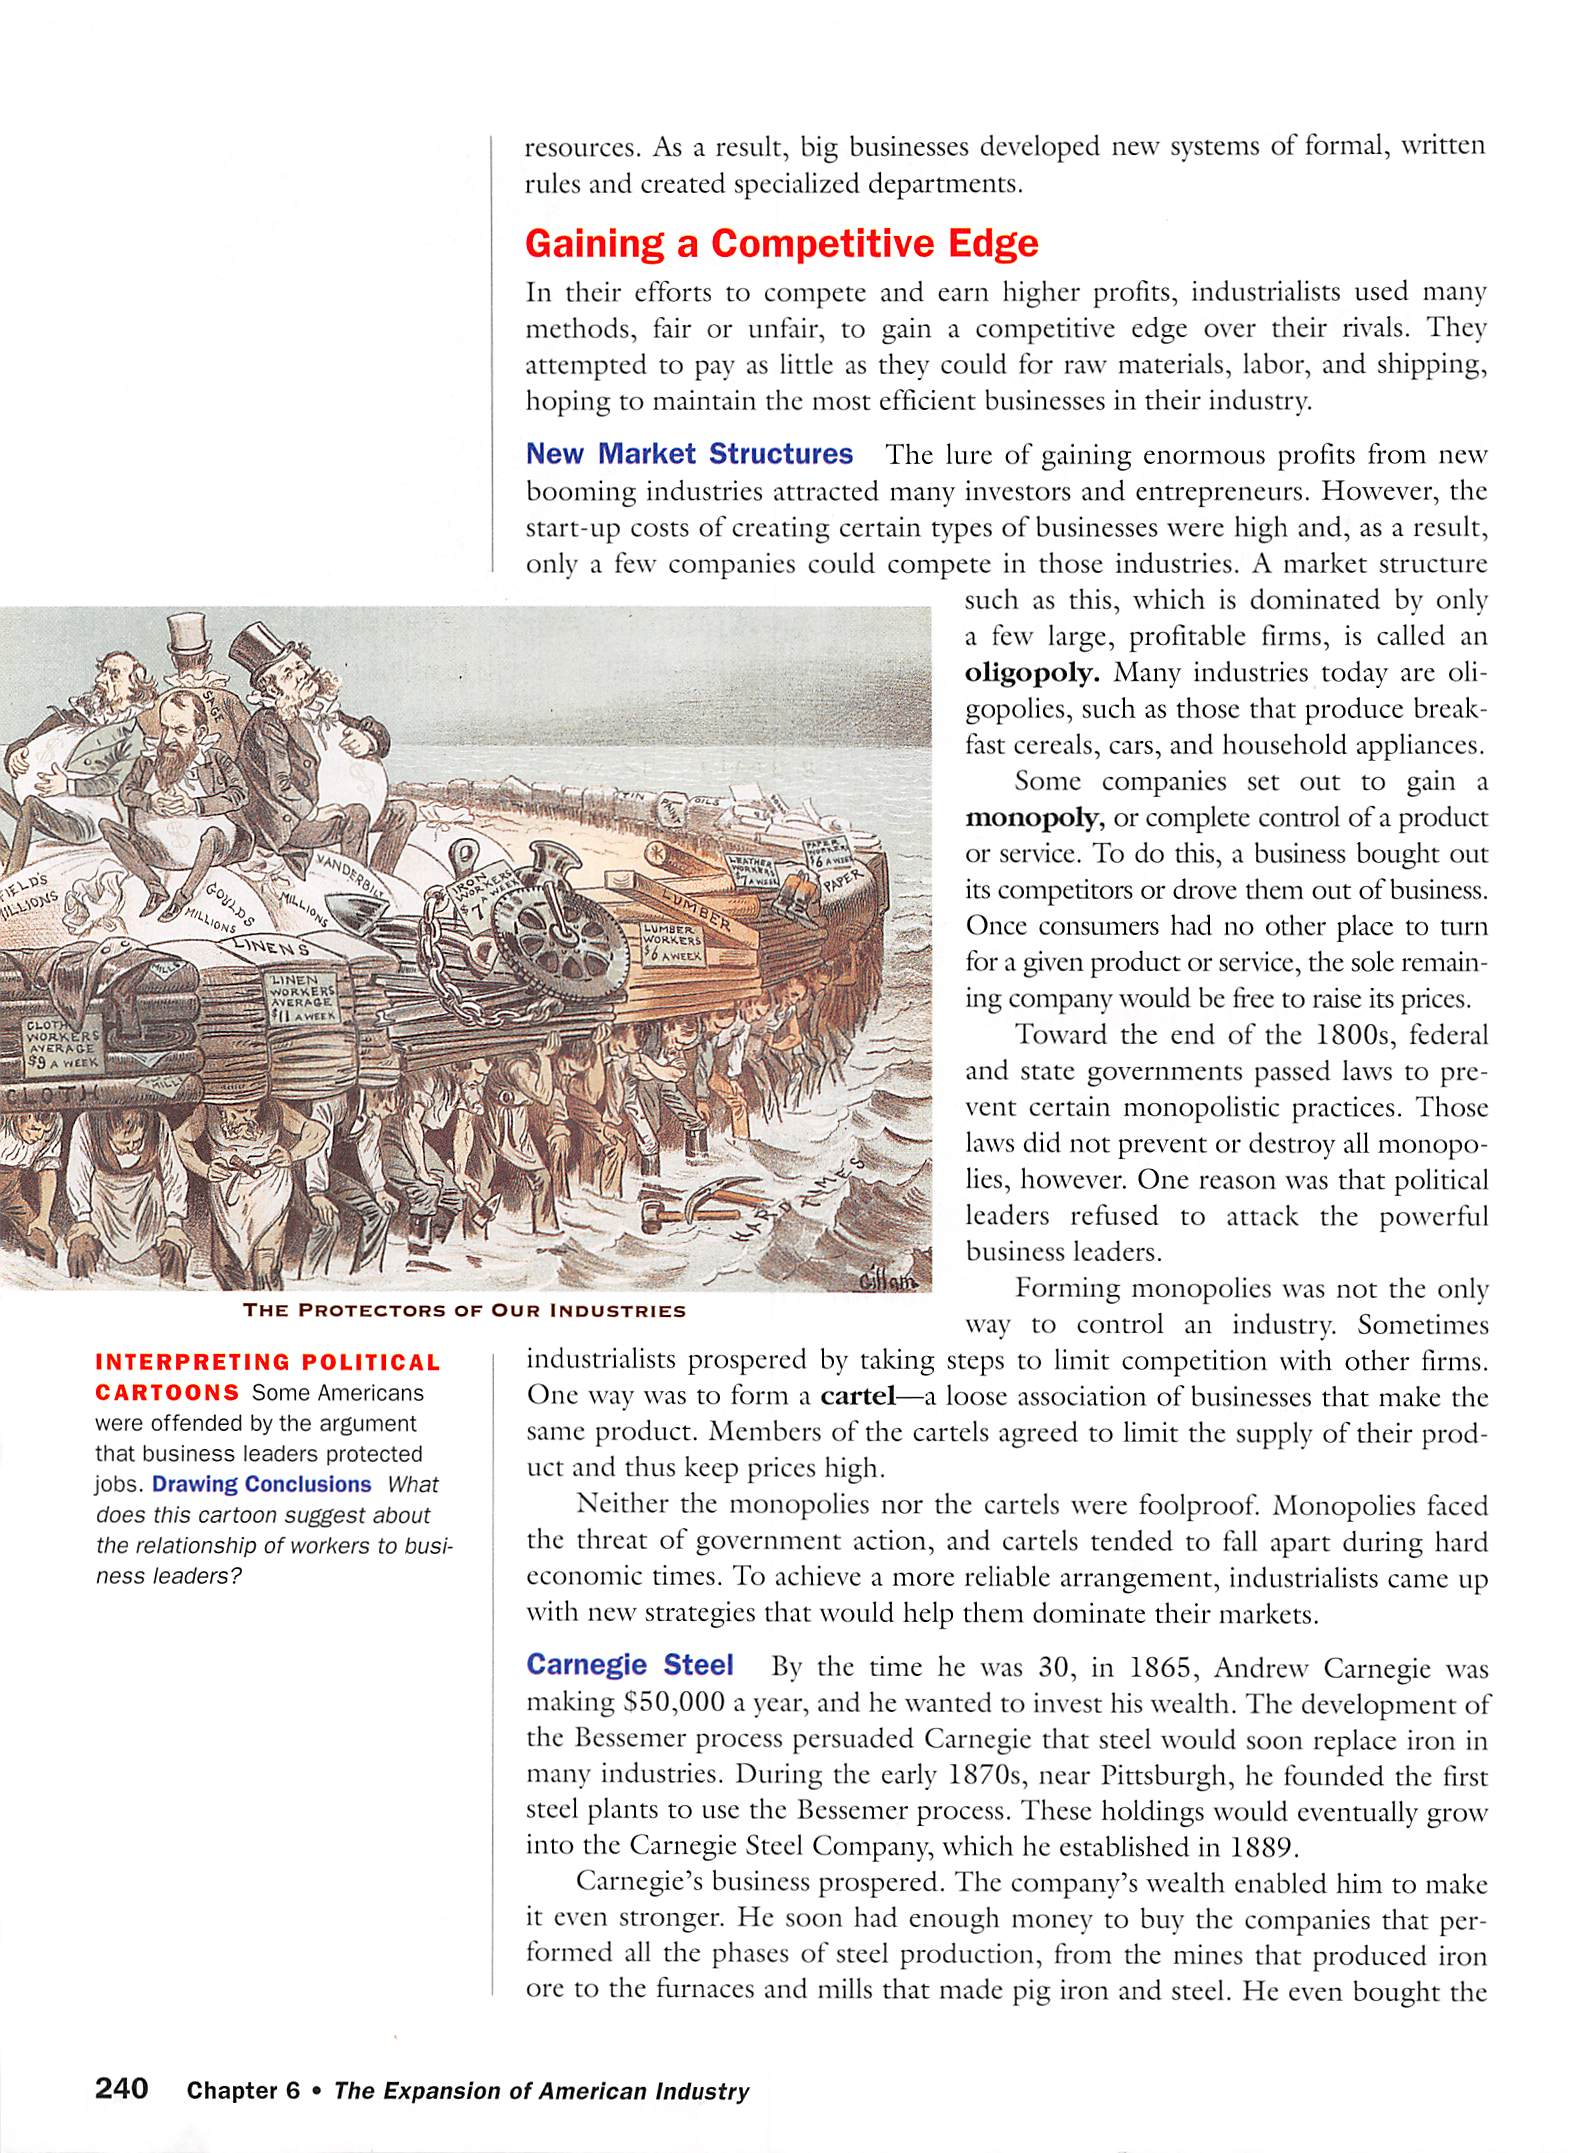 resources. As a result, big businesses developed new systems of formal, written
rules and created specialized departments.
Gaining a Competitive Edge
In their efforts to compete and earn higher profits, industrialists used many
methods, fair or unfair, to gain a competitive edge over their rivals. They
attempted to pay as little as they could for raw materials, labor, and shipping,
hoping to maintain the most efficient businesses in their industry.
New Market Structures The lure of gaining enormous profits from new
booming industries attracted many investors and entrepreneurs. However, the
start-up costs of creating certain types of businesses were high and, as a result,
only a few companies could compete in those industries. A market structure
such as this, which is dominated by only
a few large, profitable firms, is called an
oligopoly. Many industries today are oli-
gopolies, such as those that produce break-
fast cereals, cars, and household appliances.
Some companies set out to gain a
monopoly, or complete control of a product
or service. To do this, a business bought out
its competitors or drove them out of business.
Once consumers had no other place to turn
for a given product or service, the sole remain-
ing company would be free to raise its prices.
Toward the end of the 1800s, federal
and state governments passed laws to pre-
vent certain monopolistic practices. Those
laws did not prevent or destroy all monopo-
lies, however. One reason was that political
leaders refused to attack the powerful
business leaders.
Forming monopolies was not the only
way to control an industry. Sometimes
industrialists prospered by taking steps to limit competition with other firms.
One way was to form a cartel—a loose association of businesses that make the
same product. Members of the cartels agreed to limit the supply of their prod-
uct and thus keep prices high.
Neither the monopolies nor the cartels were foolproof. Monopolies faced
the threat of government action, and cartels tended to fall apart during hard
economic times. To achieve a more reliable arrangement, industrialists came up
with new strategies that would help them dominate their markets.
Carnegie Steel By the time he was 30, in 1865, Andrew Carnegie was
making $50,000 a year, and he wanted to invest his wealth. The development of
the Bessemer process persuaded Carnegie that steel would soon replace iron in
many industries. During the early 1870s, near Pittsburgh, he founded the first
steel plants to use the Bessemer process. These holdings would eventually grow
into the Carnegie Steel Company, which he established in 1889.
Carnegie's business prospered. The company's wealth enabled him to make
it even stronger. He soon had enough money to buy the companies that per-
formed all the phases of steel production, from the mines that produced iron
ore to the furnaces and mills that made pig iron and steel. He even bought the
SAGE
FIELD'S
MILLIONS
GOULDS
MILLIONS
VANDERBILT
MILLIONS
TIN
PAINT
OILS
LINENS
LINEN
WORKERS
AVERAGE
$11 A WEEK
IRON
WORKERS
$7 A WEEK
LUMBER
LUMBER
WORKERS
$6 A WEEK
LEATHER
WORKERS
7 A WEEK
PAPER
WORKERS
$6 A WEEK
PAPER
MILLS
CLOTH
WORKERS
AVERAGE
$9 A WEEK
MILLS
CLOTH
HARD TIMES
Gillam
THE PROTECTORS OF OUR INDUSTRIES
INTERPRETING POLITICAL
CARTOONS Some Americans
were offended by the argument
that business leaders protected
jobs. Drawing Conclusions What
does this cartoon suggest about
the relationship of workers to busi-
ness leaders?
240 Chapter 6 • The Expansion of American Industry